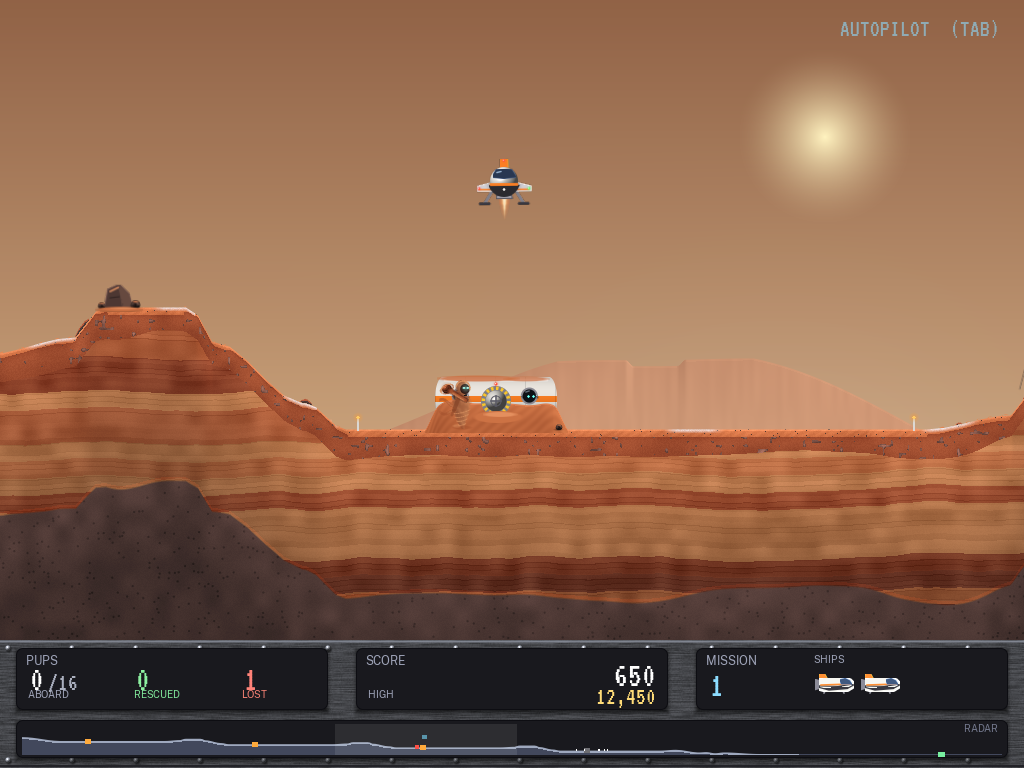 AUTOPILOT (TAB)
PUPS
0/16
ABOARD
0
RESCUED
1
LOST
SCORE
650
HIGH
12,450
MISSION
1
SHIPS
RADAR